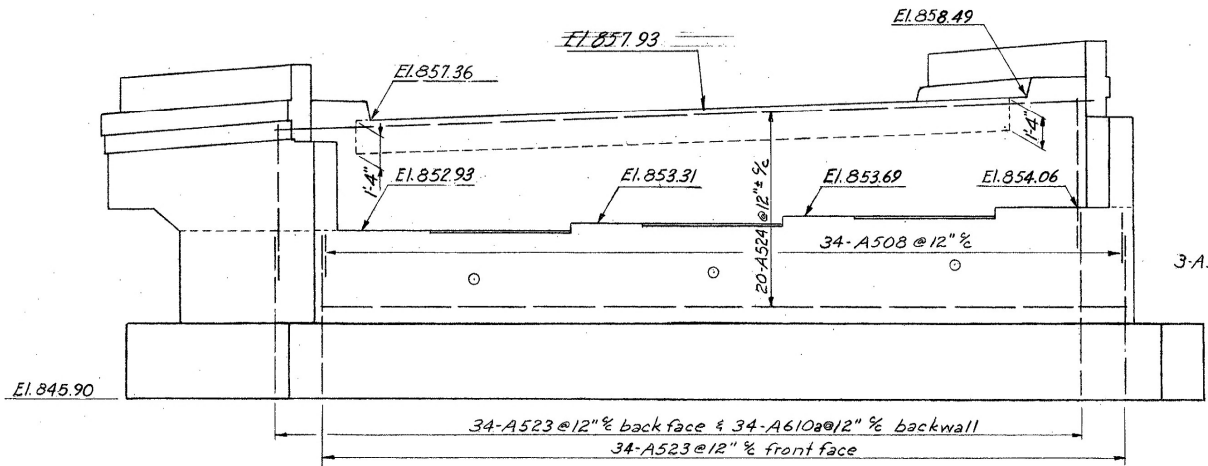 El. 858.49
El. 857.93
El. 857.36
1'-4"
1'-4"
El. 852.93
El. 853.31
El. 853.69
El. 854.06
20-A524 @ 12"± c/c
34-A508 @ 12" c/c
3-A
El. 845.90
34-A523 @ 12" c/c back face & 34-A610a @ 12" c/c backwall
34-A523 @ 12" c/c front face